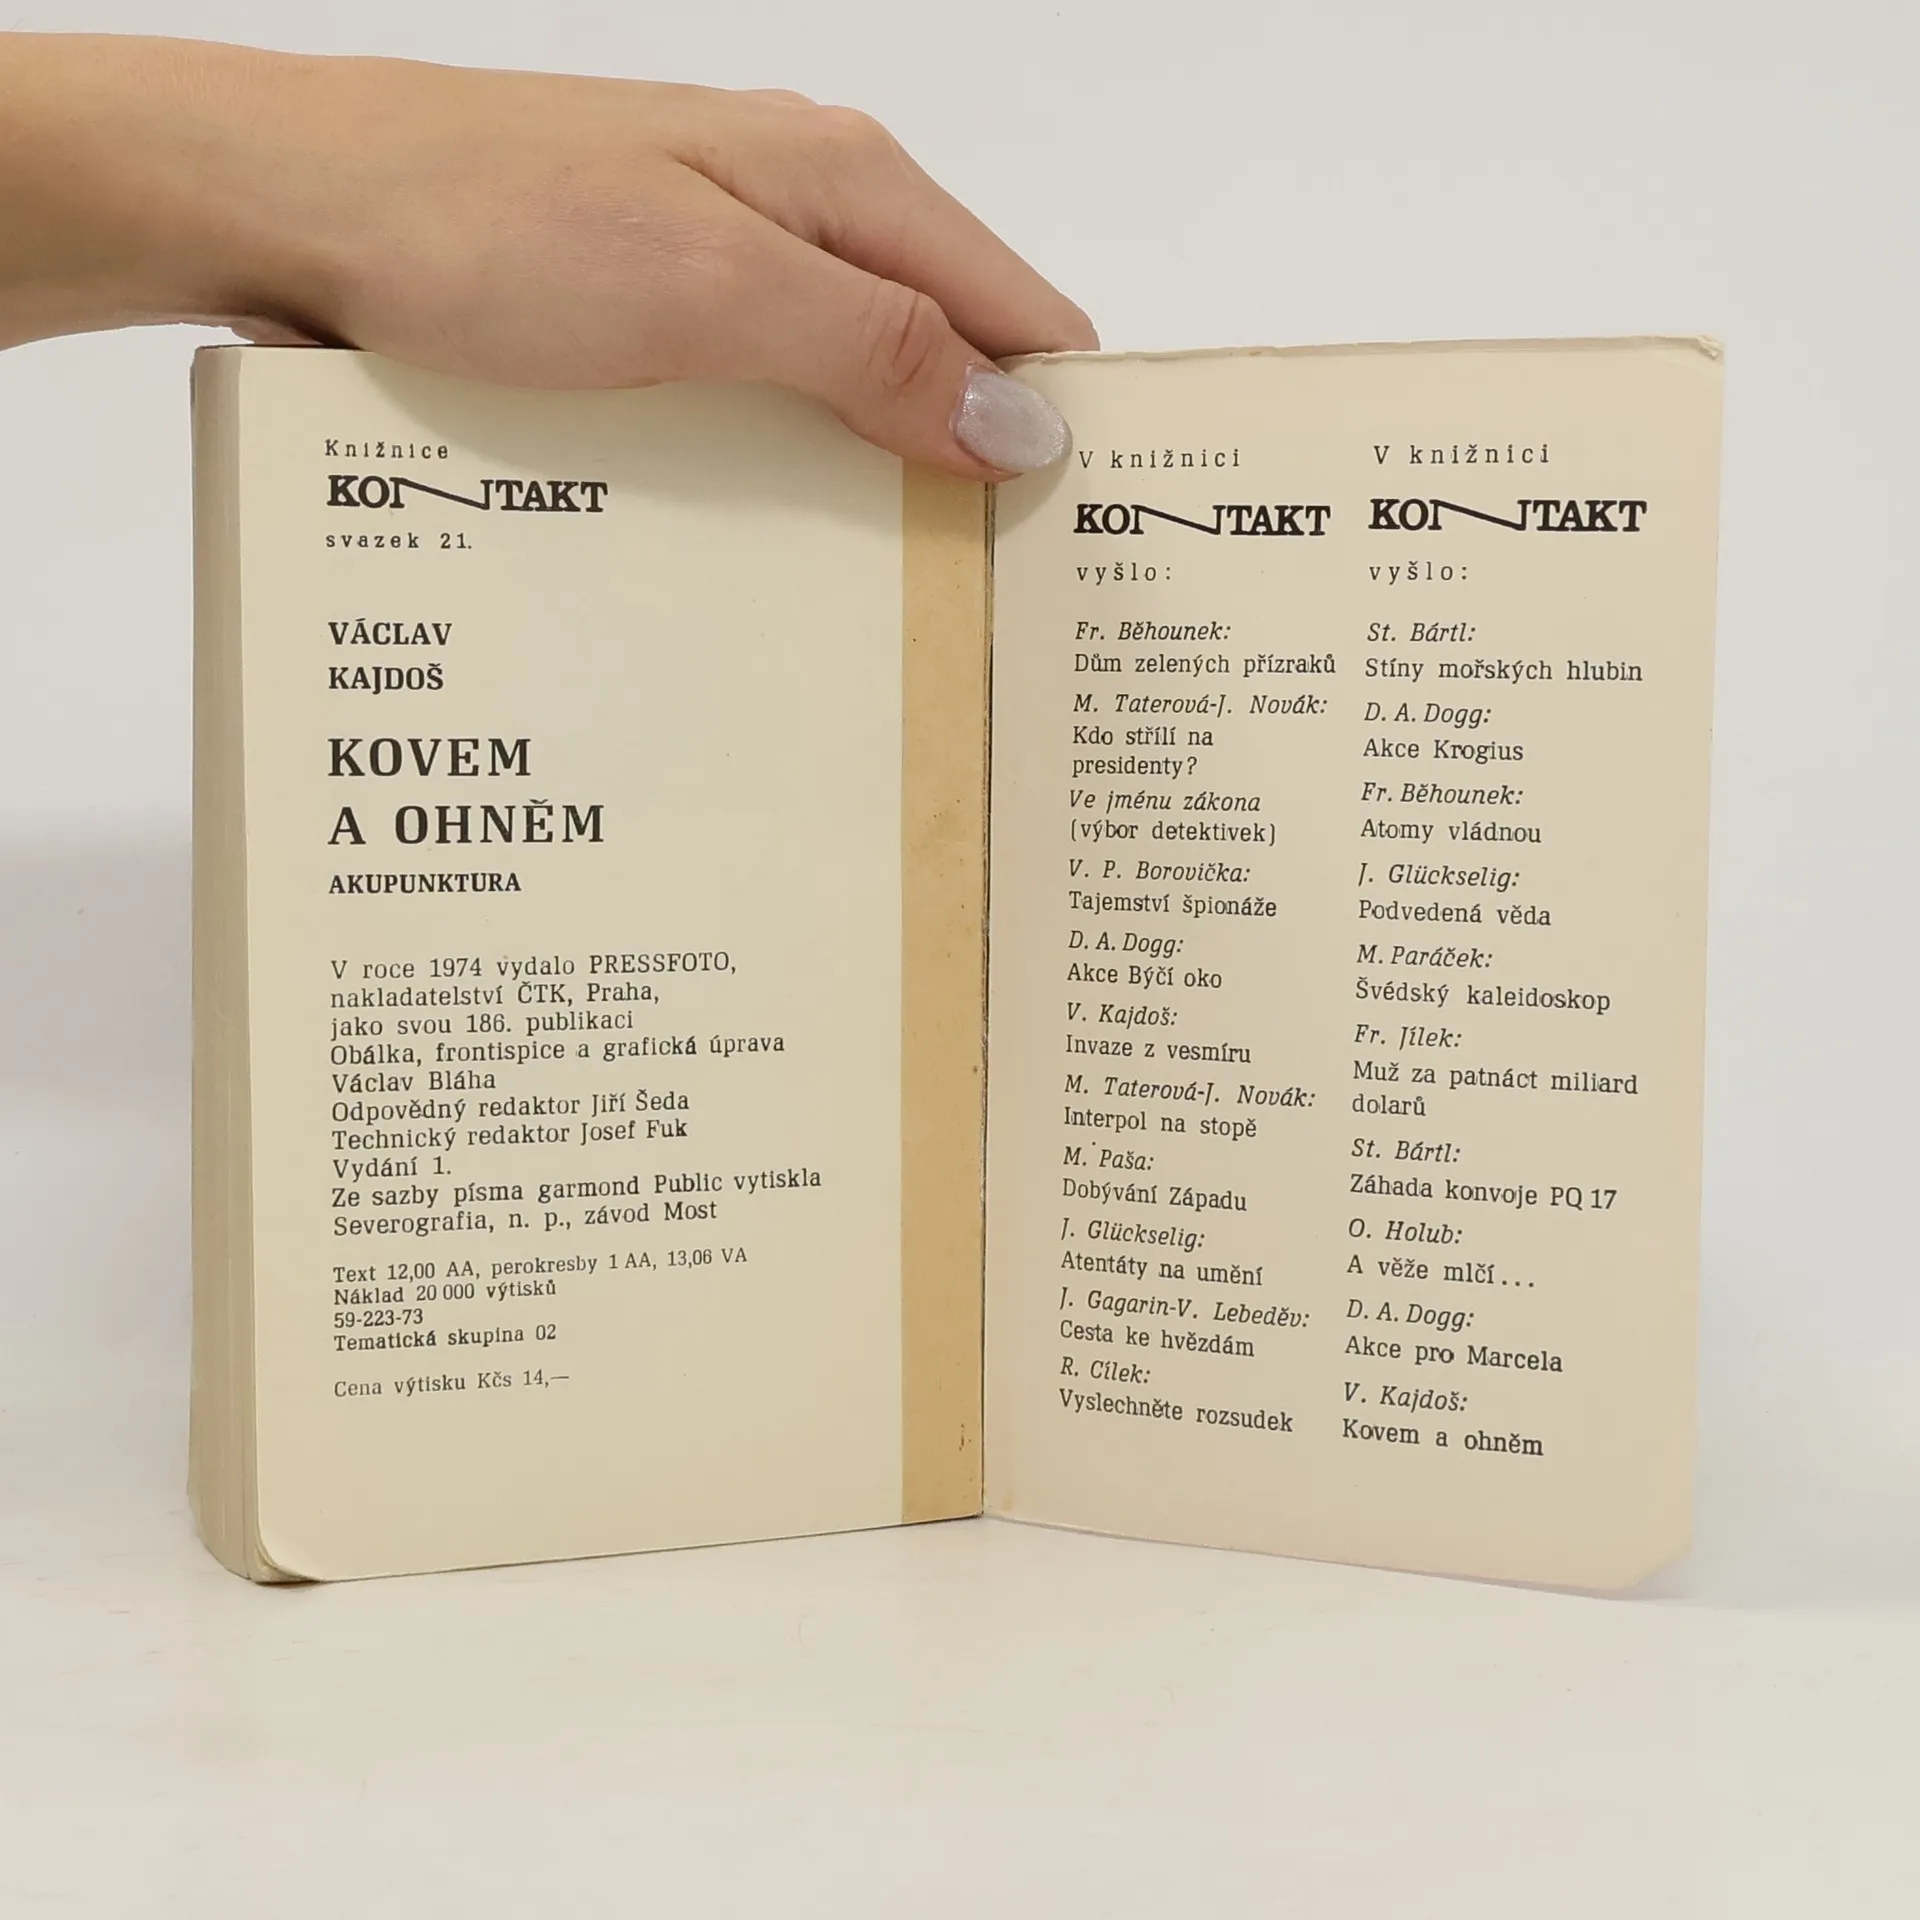 Knižnice
KONTAKT
svazek 21.
VÁCLAV
KAJDOŠ
KOVEM
A OHNĚM
AKUPUNKTURA
V roce 1974 vydalo PRESSFOTO,
nakladatelství ČTK, Praha,
jako svou 186. publikaci
Obálka, frontispice a grafická úprava
Václav Bláha
Odpovědný redaktor Jiří Šeda
Technický redaktor Josef Fuk
Vydání 1.
Ze sazby písma garmond Public vytiskla
Severografia, n. p., závod Most
Text 12,00 AA, perokresby 1 AA, 13,06 VA
Náklad 20 000 výtisků
59-223-73
Tematická skupina 02
Cena výtisku Kčs 14,—
V knižnici
KONTAKT
vyšlo:
Fr. Běhounek:
Dům zelených přízraků
M. Taterová-J. Novák:
Kdo střílí na
presidenty?
Ve jménu zákona
(výbor detektivek)
V. P. Borovička:
Tajemství špionáže
D. A. Dogg:
Akce Býčí oko
V. Kajdoš:
Invaze z vesmíru
M. Taterová-J. Novák:
Interpol na stopě
M. Paša:
Dobývání Západu
J. Glückselig:
Atentáty na umění
J. Gagarin-V. Lebeděv:
Cesta ke hvězdám
R. Cílek:
Vyslechněte rozsudek
V knižnici
KONTAKT
vyšlo:
St. Bártl:
Stíny mořských hlubin
D. A. Dogg:
Akce Krogius
Fr. Běhounek:
Atomy vládnou
J. Glückselig:
Podvedená věda
M. Paráček:
Švédský kaleidoskop
Fr. Jílek:
Muž za patnáct miliard
dolarů
St. Bártl:
Záhada konvoje PQ 17
O. Holub:
A věže mlčí...
D. A. Dogg:
Akce pro Marcela
V. Kajdoš:
Kovem a ohněm